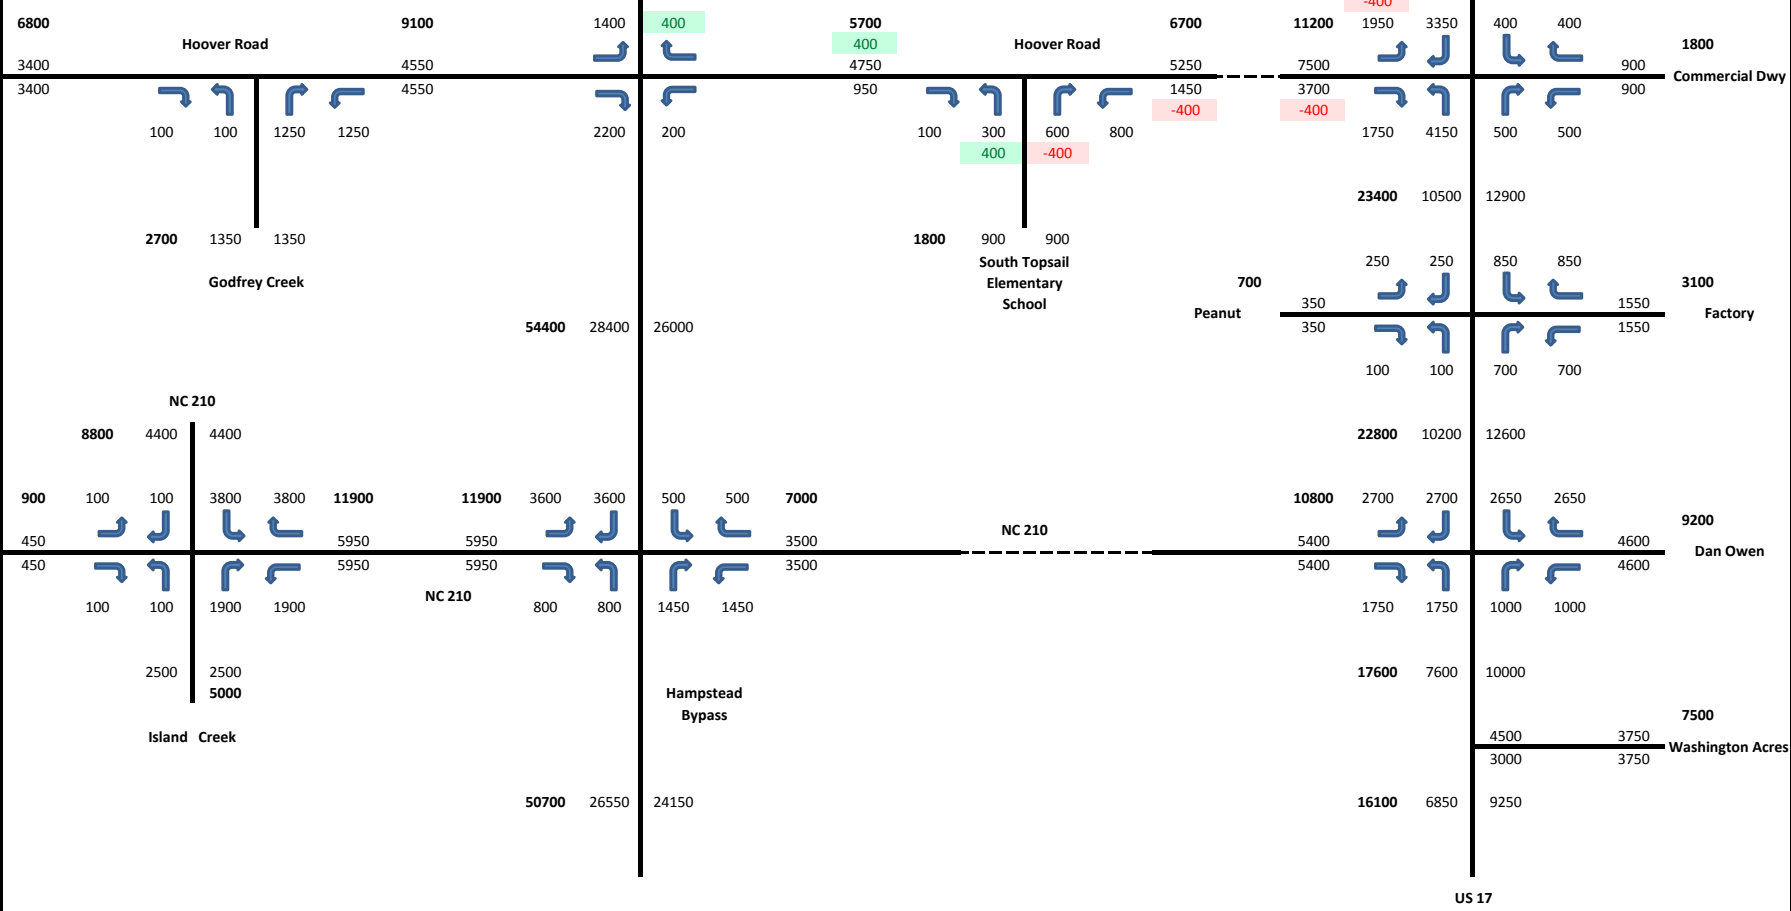 -400
6800 9100 1400 400 5700 6700 11200 1950 3350 400 400
Hoover Road 400 Hoover Road 1800
3400 4550 4750 5250 7500 900
Commercial Dwy
3400 4550 950 1450 3700 900
-400 -400
100 100 1250 1250 2200 200 100 300 600 800 1750 4150 500 500
400 -400
23400 10500 12900
2700 1350 1350 1800 900 900
South Topsail 250 250 850 850
Godfrey Creek Elementary 700 3100
School 350 1550
Peanut Factory
54400 28400 26000 350 1550
100 100 700 700
NC 210
8800 4400 4400 22800 10200 12600
900 100 100 3800 3800 11900 11900 3600 3600 500 500 7000 10800 2700 2700 2650 2650
NC 210 9200
450 5950 5950 3500 5400 4600
Dan Owen
450 5950 5950 3500 5400 4600
NC 210
100 100 1900 1900 800 800 1450 1450 1750 1750 1000 1000
2500 2500 17600 7600 10000
5000 Hampstead
Bypass 7500
Island Creek 4500 3750
Washington Acres
3000 3750
50700 26550 24150 16100 6850 9250
US 17